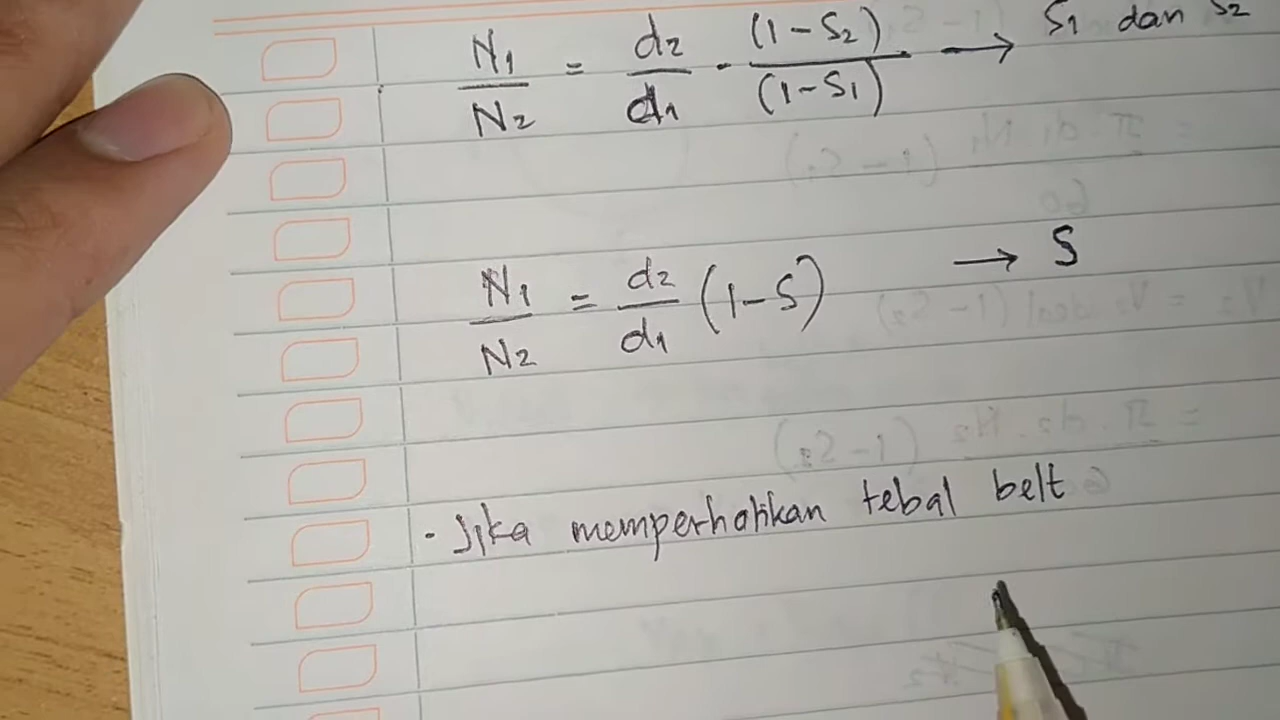 N1/N2 = d2/d1 · (1-S2)/(1-S1) → S1 dan S2
N1/N2 = d2/d1 (1-S) → S
· Jika memperhatikan tebal belt